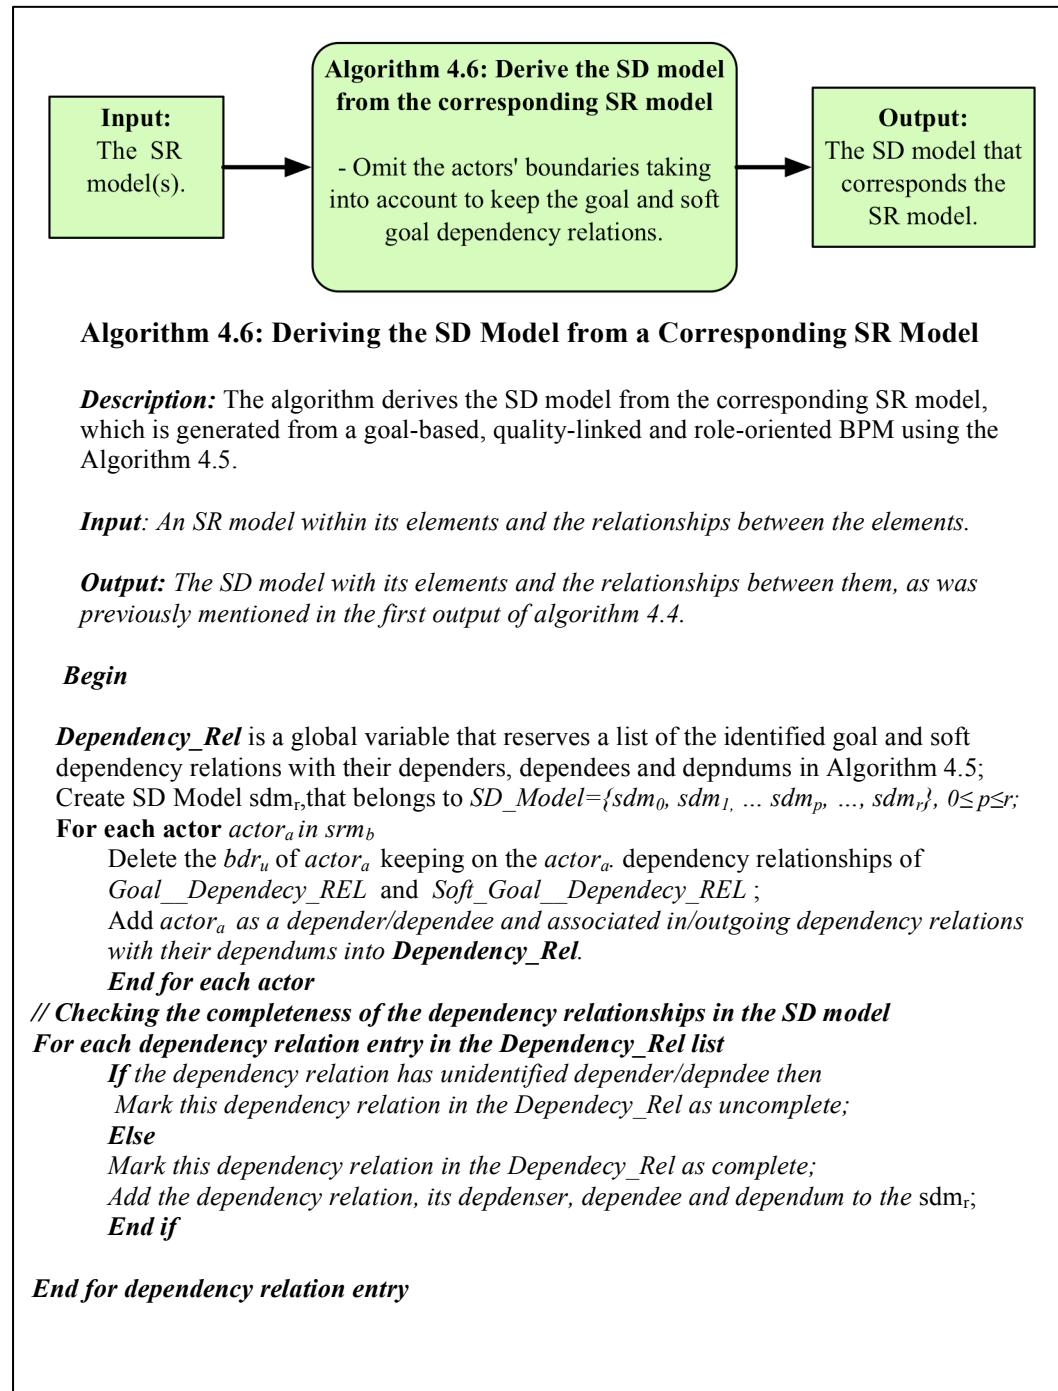 Input:
The SR
model(s).
Algorithm 4.6: Derive the SD model
from the corresponding SR model
- Omit the actors' boundaries taking
into account to keep the goal and soft
goal dependency relations.
Output:
The SD model that
corresponds the
SR model.
Algorithm 4.6: Deriving the SD Model from a Corresponding SR Model
Description: The algorithm derives the SD model from the corresponding SR model,
which is generated from a goal-based, quality-linked and role-oriented BPM using the
Algorithm 4.5.
Input: An SR model within its elements and the relationships between the elements.
Output: The SD model with its elements and the relationships between them, as was
previously mentioned in the first output of algorithm 4.4.
Begin
Dependency_Rel is a global variable that reserves a list of the identified goal and soft
dependency relations with their dependers, dependees and depndums in Algorithm 4.5;
Create SD Model sdmr,that belongs to SD_Model={sdm0, sdm1, ... sdmp, ..., sdmr}, 0≤ p≤r;
For each actor actora in srmb
Delete the bdru of actora keeping on the actora. dependency relationships of
Goal__Dependecy_REL and Soft_Goal__Dependecy_REL ;
Add actora as a depender/dependee and associated in/outgoing dependency relations
with their dependums into Dependency_Rel.
End for each actor
// Checking the completeness of the dependency relationships in the SD model
For each dependency relation entry in the Dependency_Rel list
If the dependency relation has unidentified depender/depndee then
Mark this dependency relation in the Dependecy_Rel as uncomplete;
Else
Mark this dependency relation in the Dependecy_Rel as complete;
Add the dependency relation, its depdenser, dependee and dependum to the sdmr;
End if
End for dependency relation entry